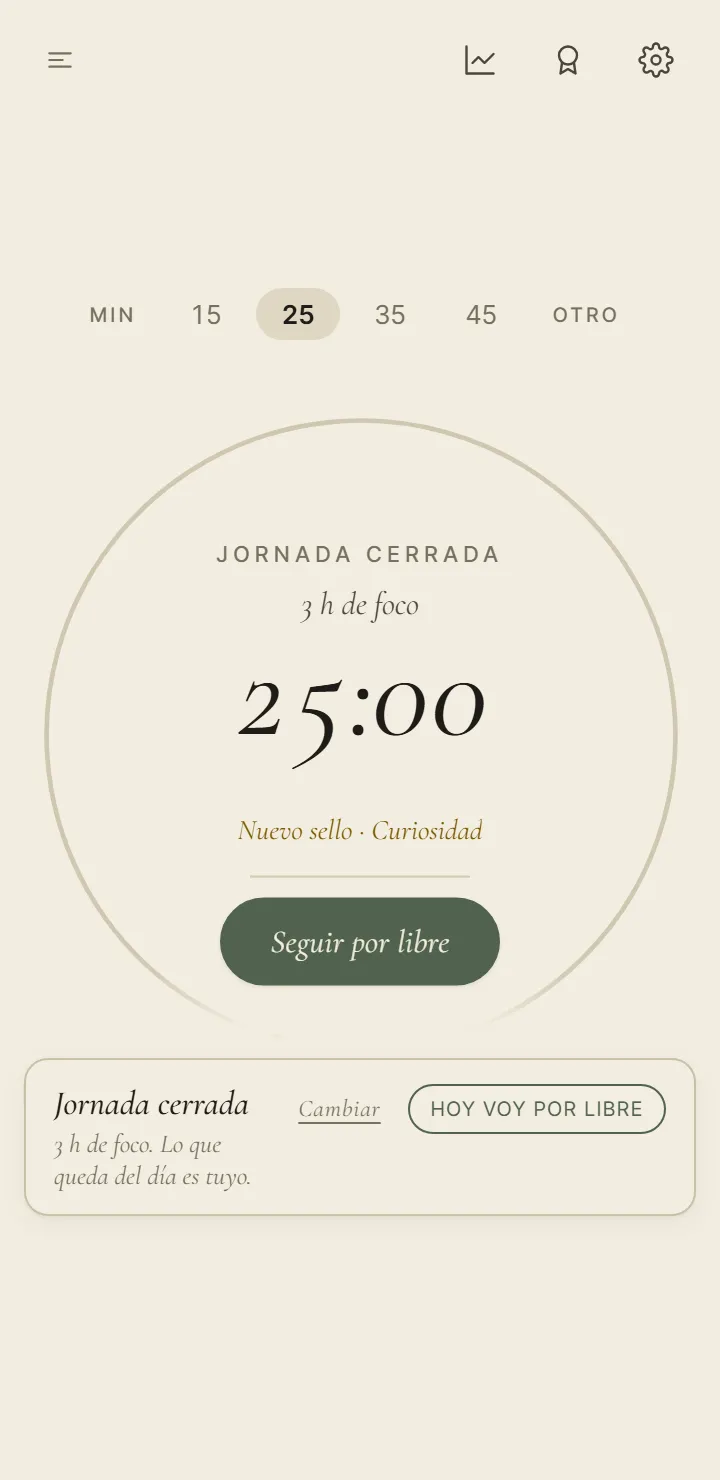 MIN 15 25 35 45 OTRO
JORNADA CERRADA
3 h de foco
25:00
Nuevo sello · Curiosidad
Seguir por libre
Jornada cerrada
3 h de foco. Lo que
queda del día es tuyo.
Cambiar
HOY VOY POR LIBRE